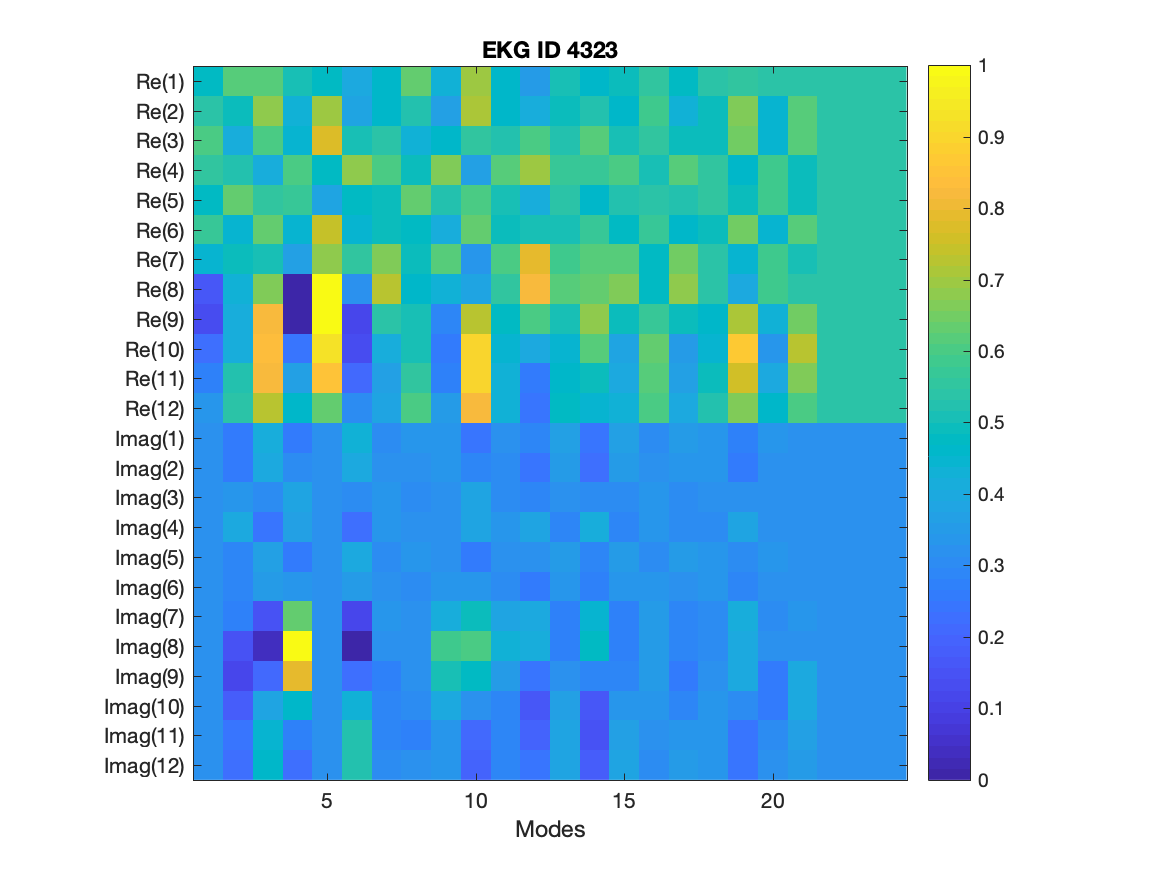 EKG ID 4323
Re(1)
Re(2)
Re(3)
Re(4)
Re(5)
Re(6)
Re(7)
Re(8)
Re(9)
Re(10)
Re(11)
Re(12)
Imag(1)
Imag(2)
Imag(3)
Imag(4)
Imag(5)
Imag(6)
Imag(7)
Imag(8)
Imag(9)
Imag(10)
Imag(11)
Imag(12)
5 10 15 20
Modes
1
0.9
0.8
0.7
0.6
0.5
0.4
0.3
0.2
0.1
0